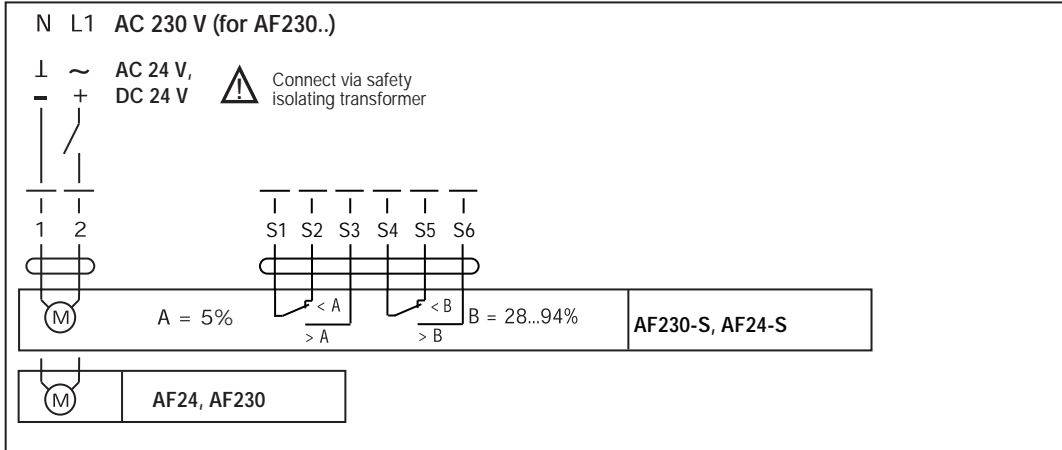 N L1 AC 230 V (for AF230..)
⊥ ~ AC 24 V,
- + DC 24 V
Connect via safety
isolating transformer
1 2 S1 S2 S3 S4 S5 S6
M A = 5% < A > A < B > B B = 28...94% AF230-S, AF24-S
M AF24, AF230